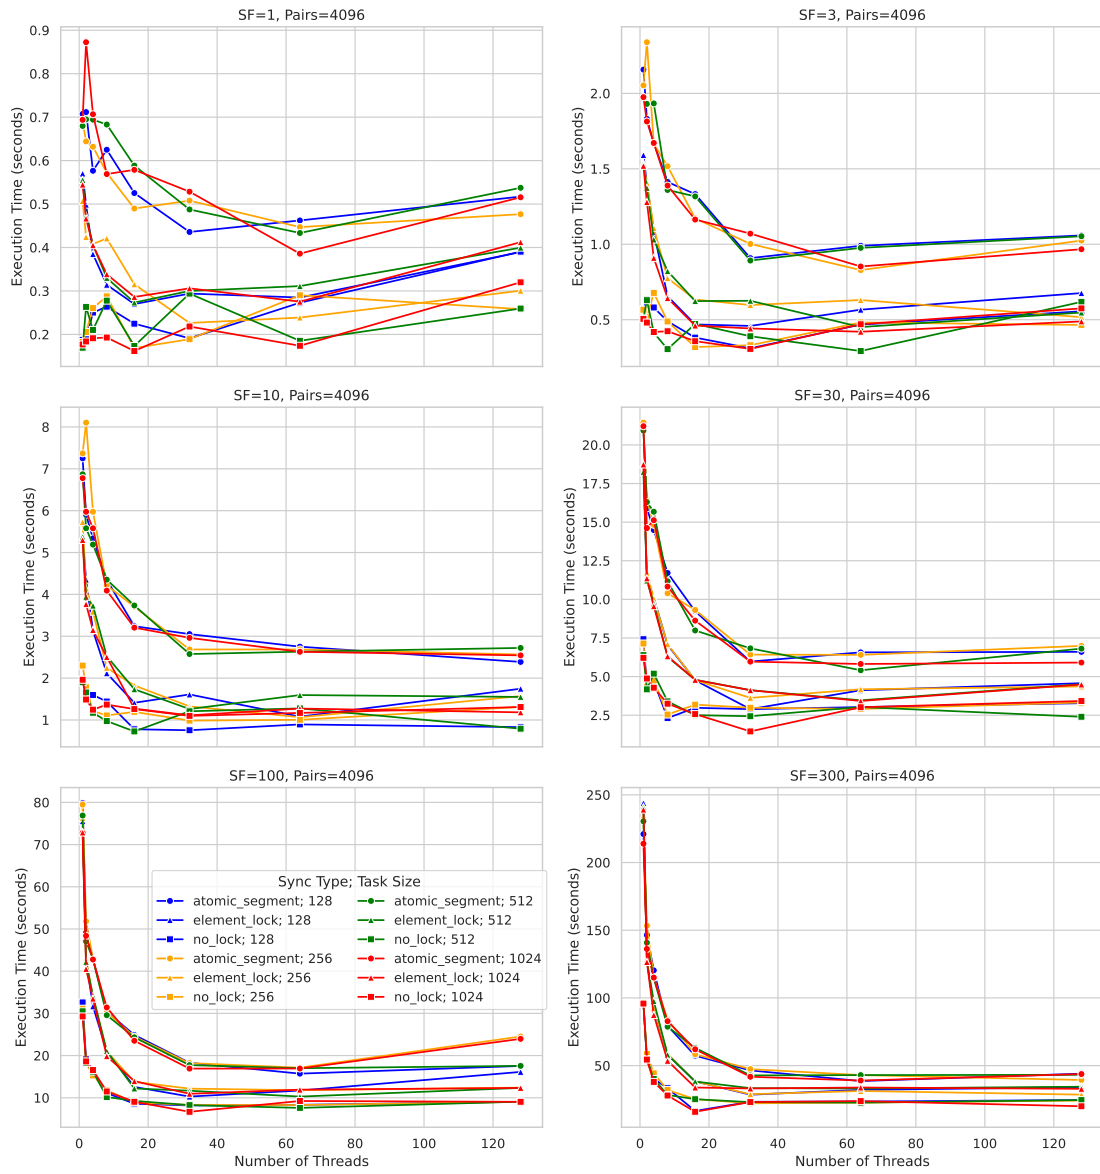 SF=1, Pairs=4096
Execution Time (seconds)
0.9
0.8
0.7
0.6
0.5
0.4
0.3
0.2
SF=3, Pairs=4096
Execution Time (seconds)
2.0
1.5
1.0
0.5
SF=10, Pairs=4096
Execution Time (seconds)
8
7
6
5
4
3
2
1
SF=30, Pairs=4096
Execution Time (seconds)
20.0
17.5
15.0
12.5
10.0
7.5
5.0
2.5
SF=100, Pairs=4096
Execution Time (seconds)
80
70
60
50
40
30
20
10
Sync Type; Task Size
atomic_segment; 128
element_lock; 128
no_lock; 128
atomic_segment; 256
element_lock; 256
no_lock; 256
atomic_segment; 512
element_lock; 512
no_lock; 512
atomic_segment; 1024
element_lock; 1024
no_lock; 1024
0 20 40 60 80 100 120
Number of Threads
SF=300, Pairs=4096
Execution Time (seconds)
250
200
150
100
50
0 20 40 60 80 100 120
Number of Threads